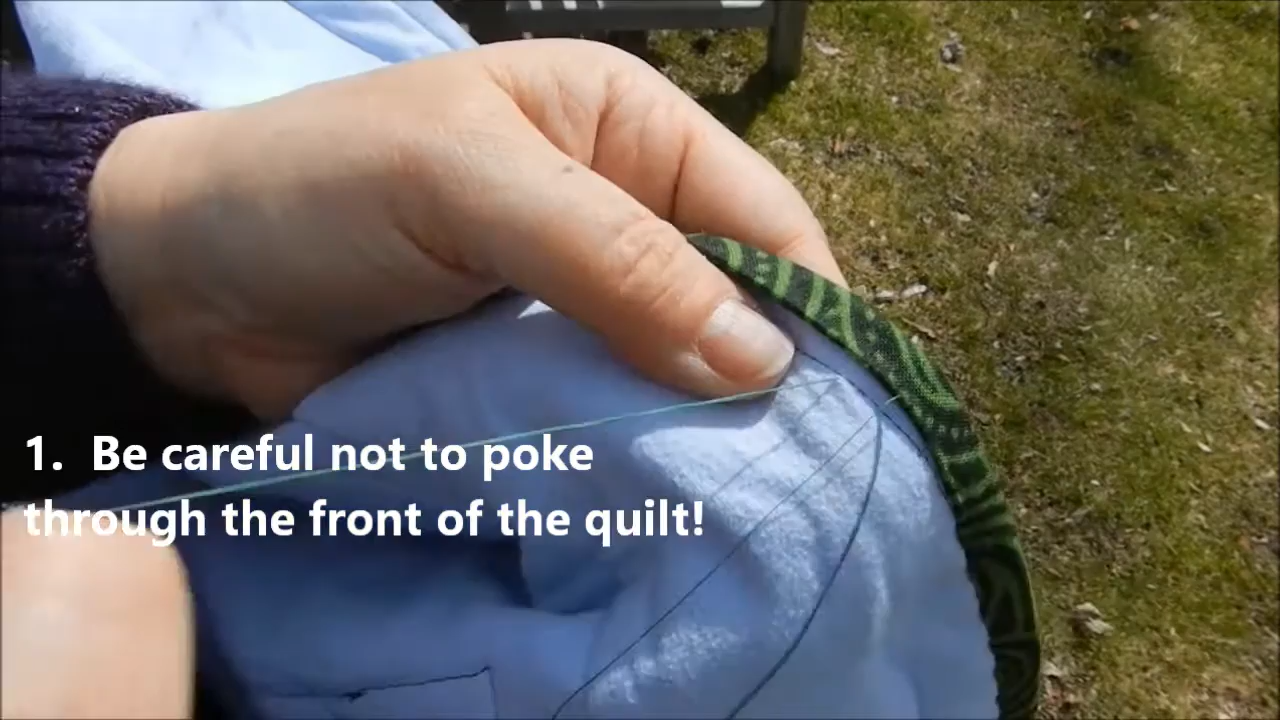 1. Be careful not to poke
through the front of the quilt!